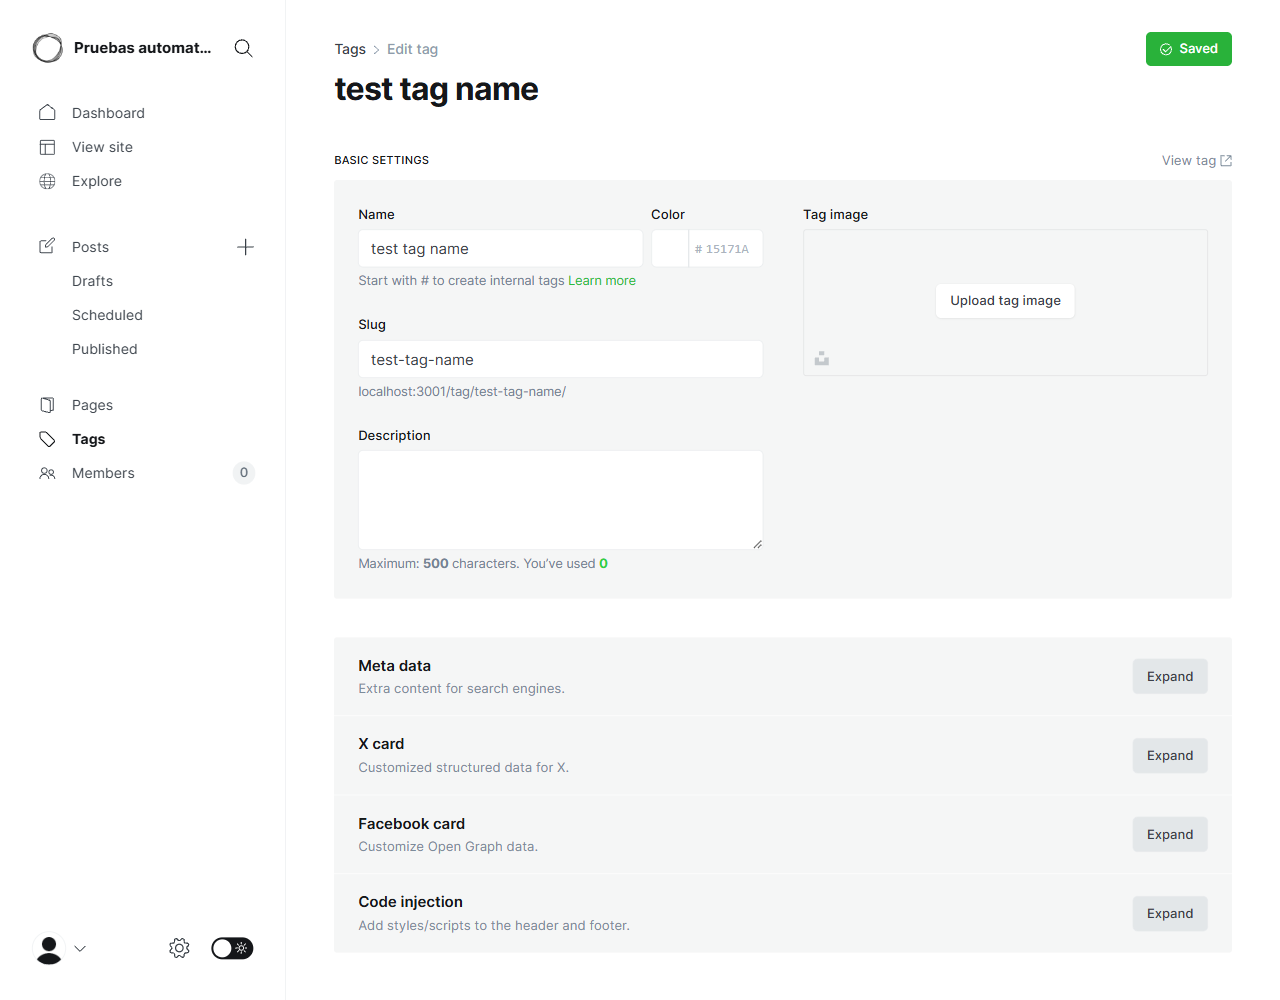 Pruebas automat...
Dashboard
View site
Explore
Posts
Drafts
Scheduled
Published
Pages
Tags
Members
0
Tags > Edit tag
Saved
test tag name
BASIC SETTINGS
View tag
Name
test tag name
Start with # to create internal tags Learn more
Color
# 15171A
Slug
test-tag-name
localhost:3001/tag/test-tag-name/
Description
Maximum: 500 characters. You’ve used 0
Tag image
Upload tag image
Meta data
Extra content for search engines.
Expand
X card
Customized structured data for X.
Expand
Facebook card
Customize Open Graph data.
Expand
Code injection
Add styles/scripts to the header and footer.
Expand